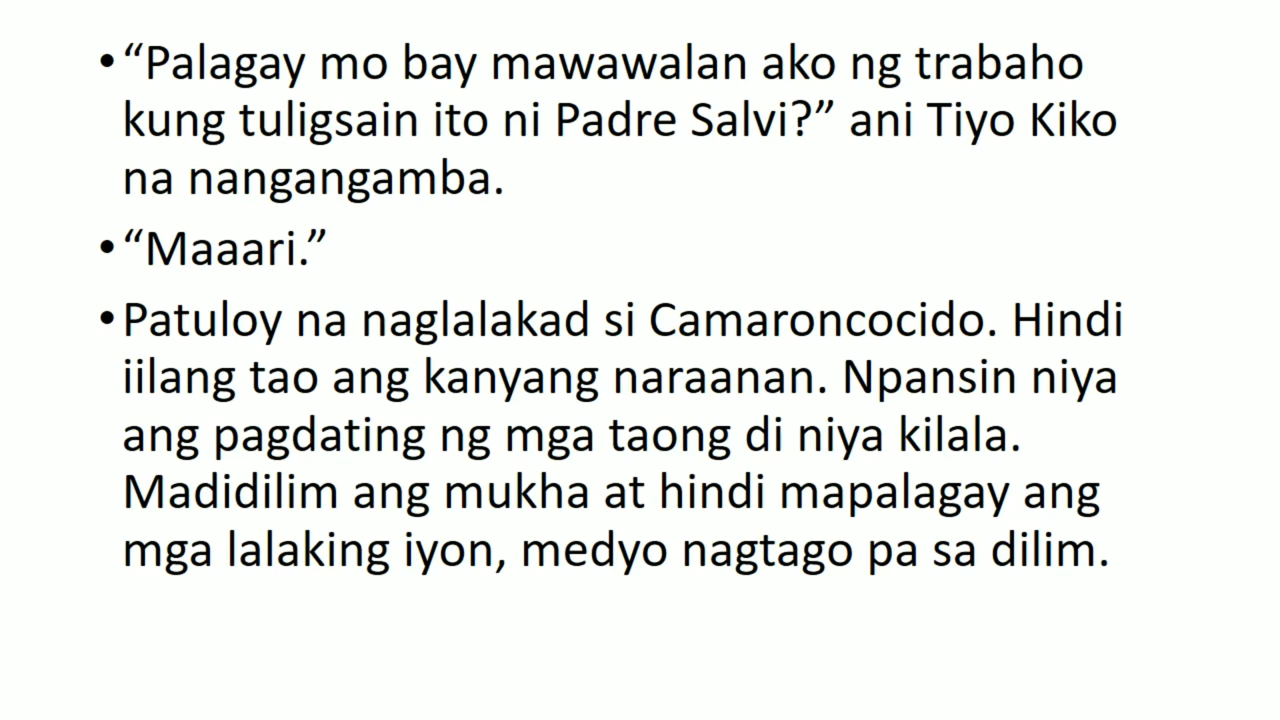 • “Palagay mo bay mawawalan ako ng trabaho
kung tuligsain ito ni Padre Salvi?” ani Tiyo Kiko
na nangangamba.
• “Maaari.”
• Patuloy na naglalakad si Camaroncocido. Hindi
iilang tao ang kanyang naraanan. Npansin niya
ang pagdating ng mga taong di niya kilala.
Madidilim ang mukha at hindi mapalagay ang
mga lalaking iyon, medyo nagtago pa sa dilim.